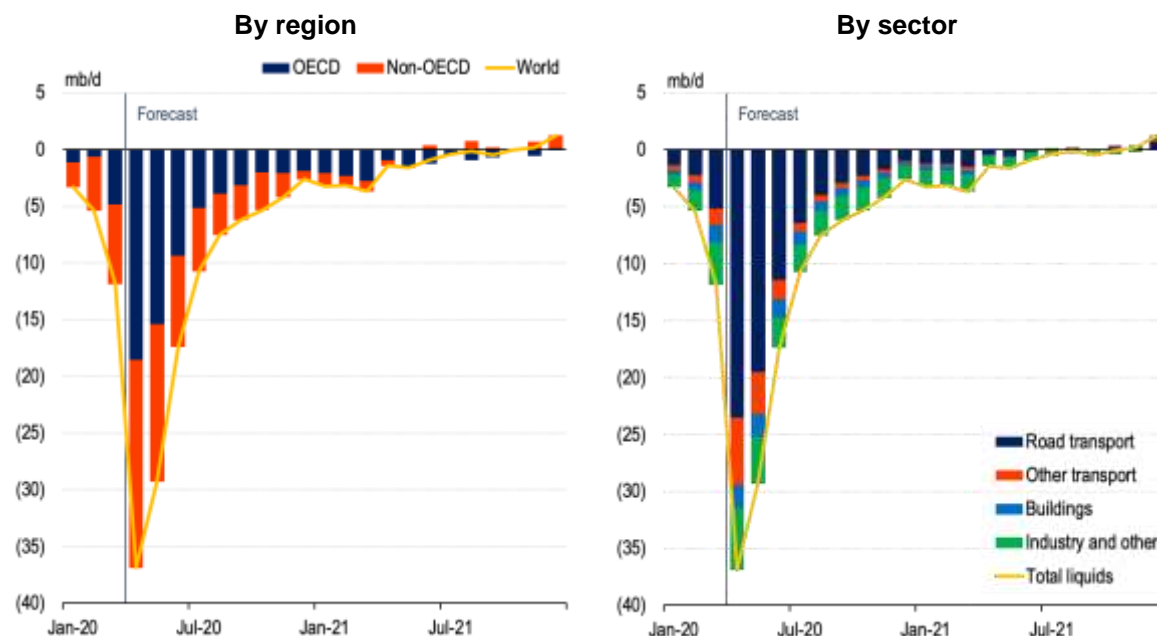 By region
OECD Non-OECD World
mb/d
5
Forecast
0
(5)
(10)
(15)
(20)
(25)
(30)
(35)
(40)
Jan-20 Jul-20 Jan-21 Jul-21
By sector
mb/d
5
Forecast
0
(5)
(10)
(15)
(20)
(25)
(30)
(35)
(40)
Road transport
Other transport
Buildings
Industry and other
Total liquids
Jan-20 Jul-20 Jan-21 Jul-21